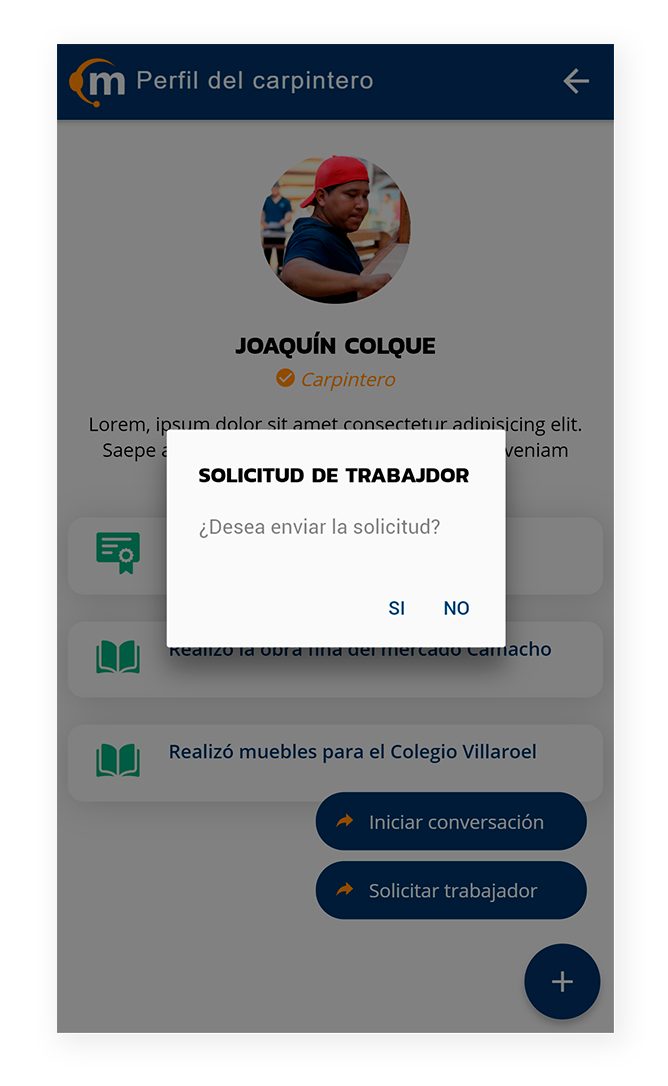 m Perfil del carpintero
JOAQUÍN COLQUE
Carpintero
Lorem, ipsum dolor sit amet consectetur adipisicing elit.
Saepe veniam
SOLICITUD DE TRABAJDOR
¿Desea enviar la solicitud?
SI NO
Realizó la obra fina del mercado Camacho
Realizó muebles para el Colegio Villaroel
Iniciar conversación
Solicitar trabajador
+